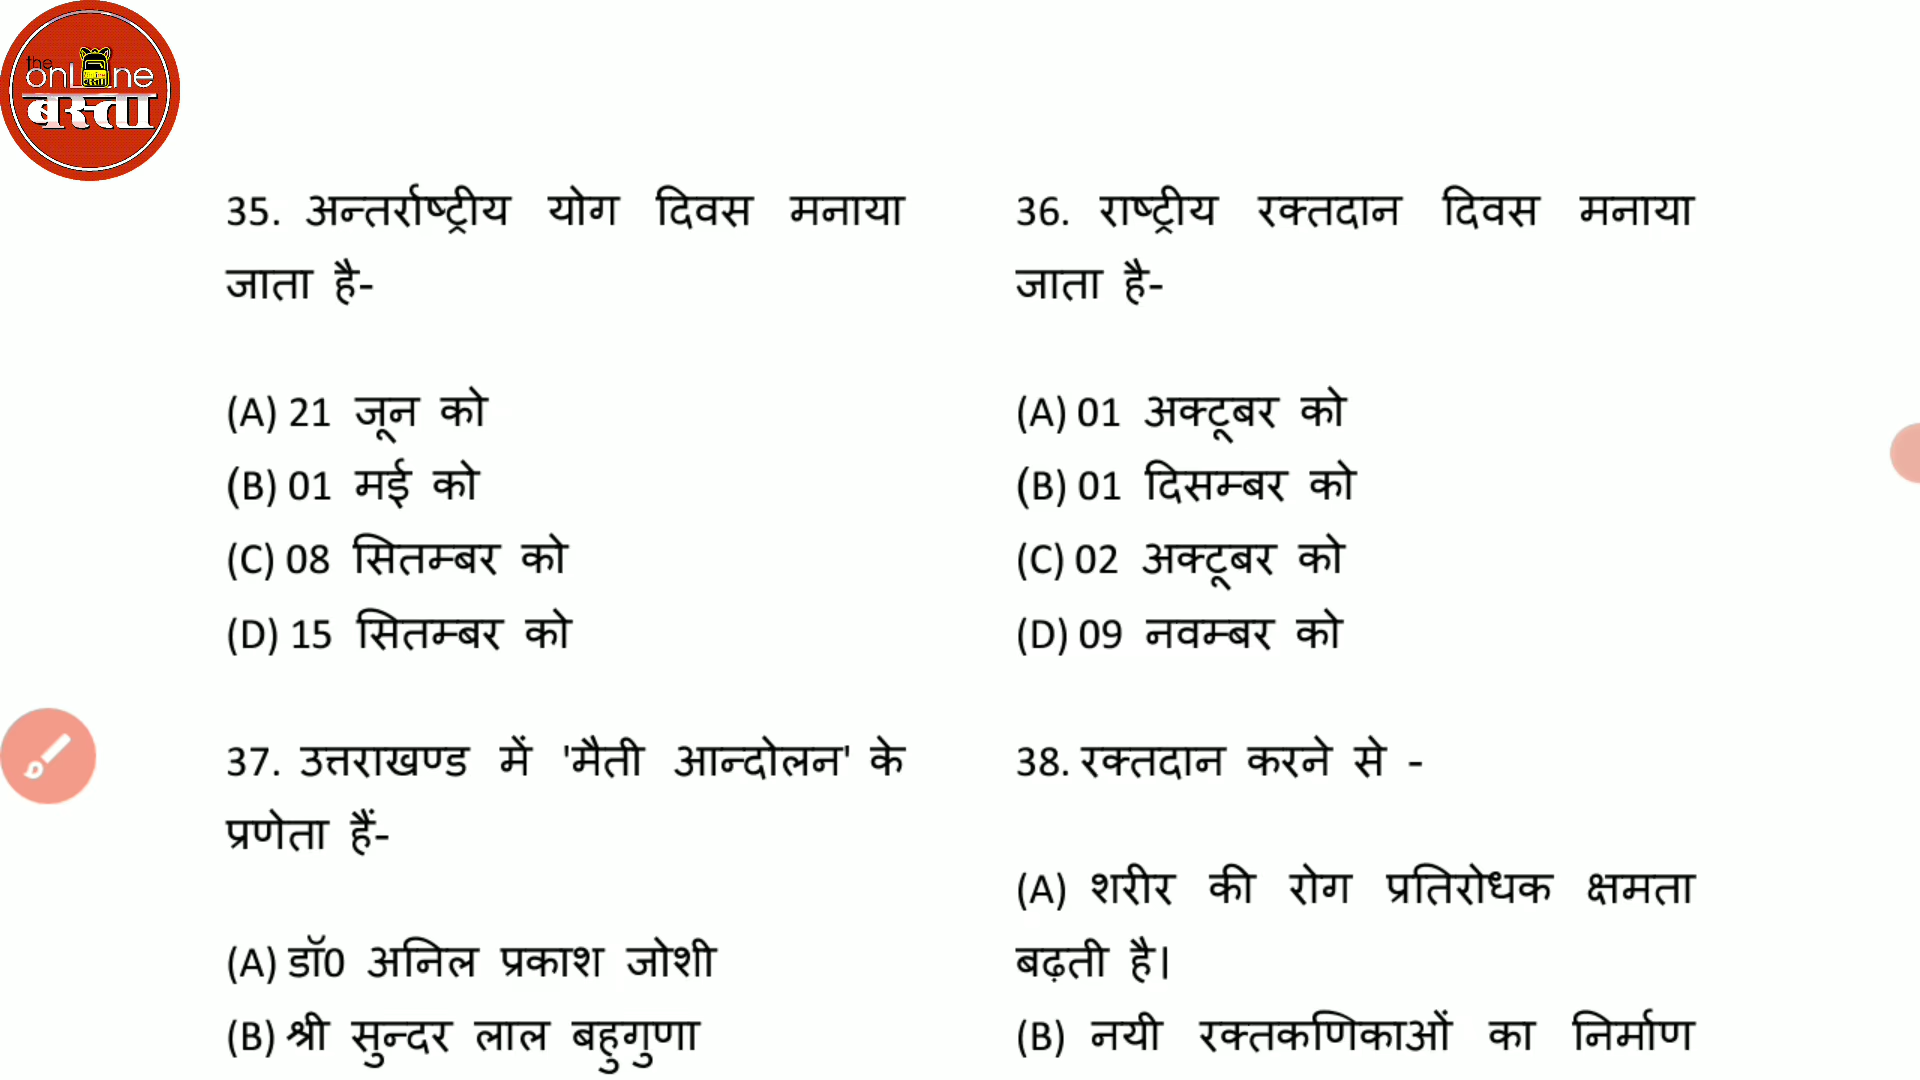 the
onLine
बस्ता
35. अन्तर्राष्ट्रीय योग दिवस मनाया
जाता है-
(A) 21 जून को
(B) 01 मई को
(C) 08 सितम्बर को
(D) 15 सितम्बर को
37. उत्तराखण्ड में 'मैती आन्दोलन' के
प्रणेता हैं-
(A) डॉ0 अनिल प्रकाश जोशी
(B) श्री सुन्दर लाल बहुगुणा
36. राष्ट्रीय रक्तदान दिवस मनाया
जाता है-
(A) 01 अक्टूबर को
(B) 01 दिसम्बर को
(C) 02 अक्टूबर को
(D) 09 नवम्बर को
38. रक्तदान करने से -
(A) शरीर की रोग प्रतिरोधक क्षमता
बढ़ती है।
(B) नयी रक्तकणिकाओं का निर्माण